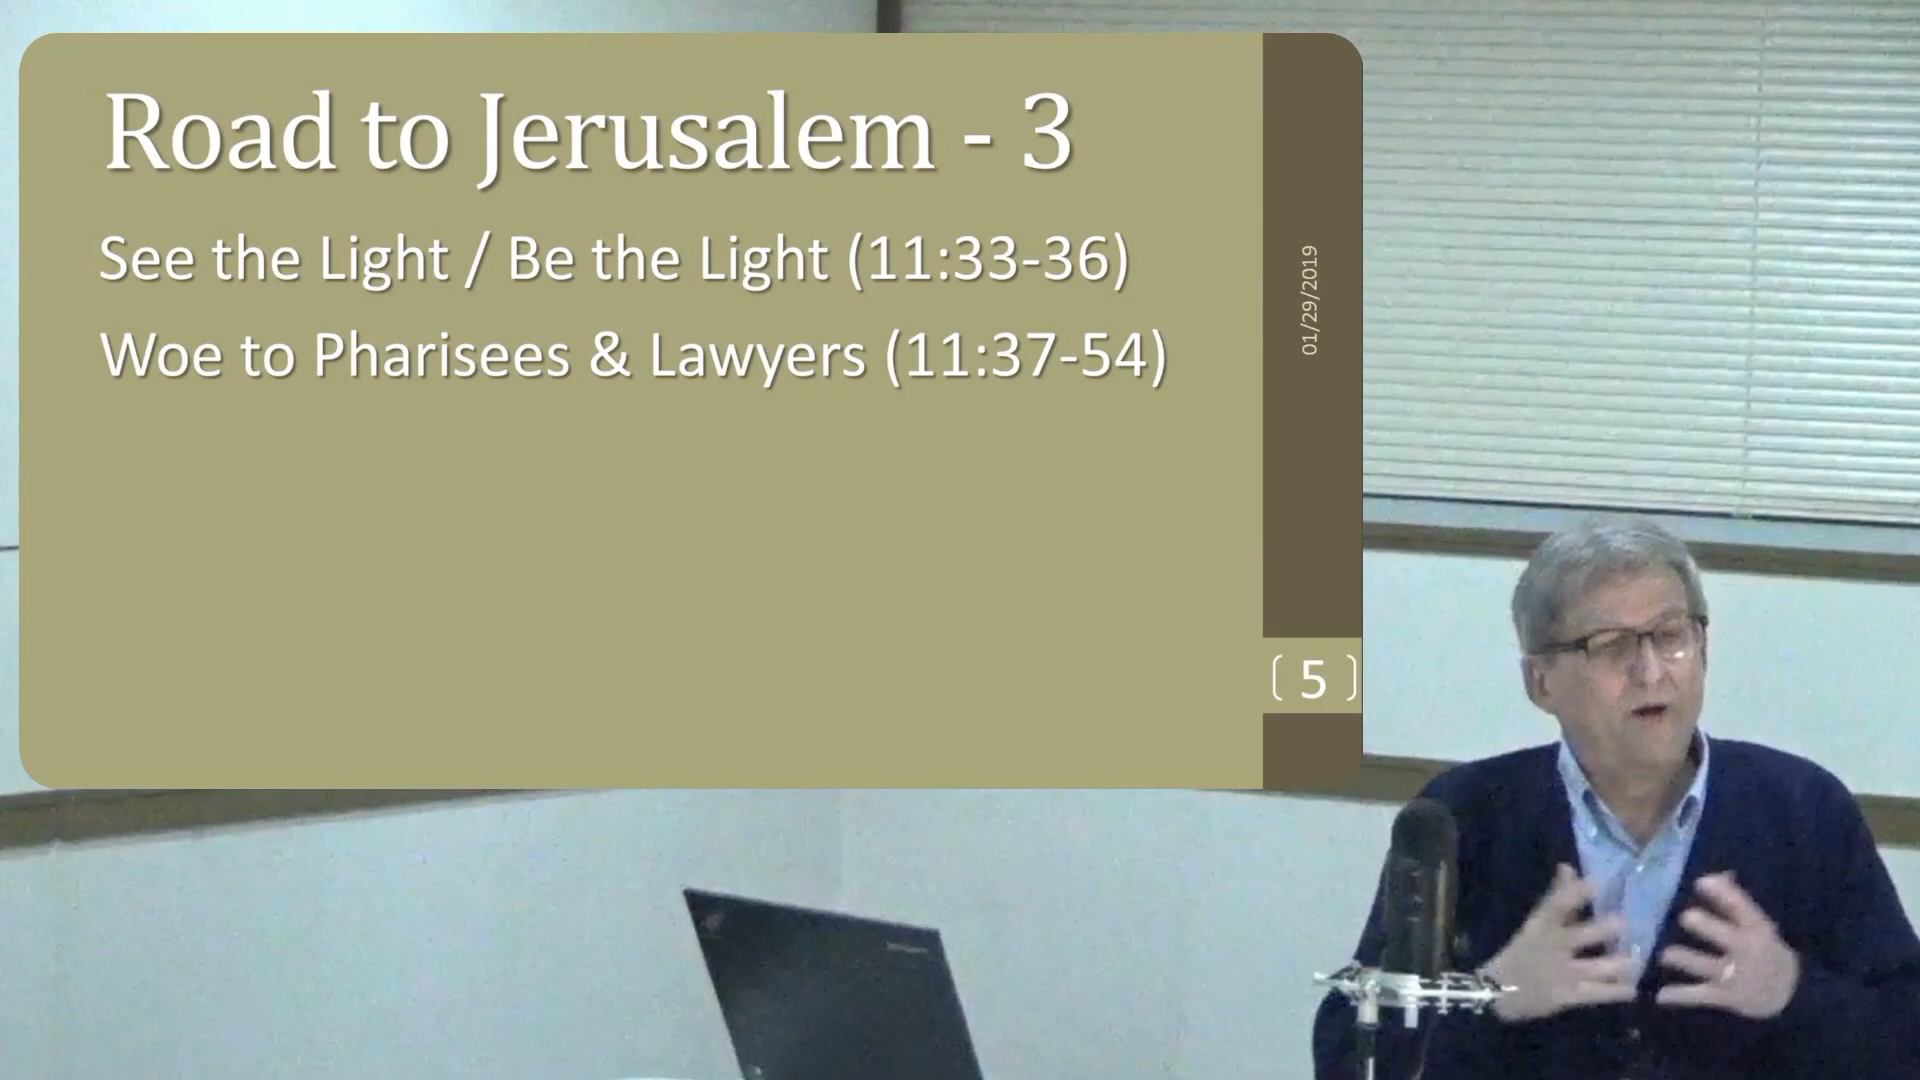 Road to Jerusalem - 3
See the Light / Be the Light (11:33-36)
Woe to Pharisees & Lawyers (11:37-54)
01/29/2019
5